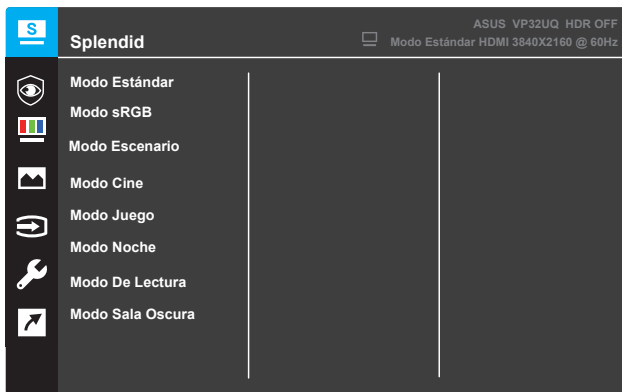 S
Splendid
ASUS VP32UQ HDR OFF
Modo Estándar HDMI 3840X2160 @ 60Hz
Modo Estándar
Modo sRGB
Modo Escenario
Modo Cine
Modo Juego
Modo Noche
Modo De Lectura
Modo Sala Oscura